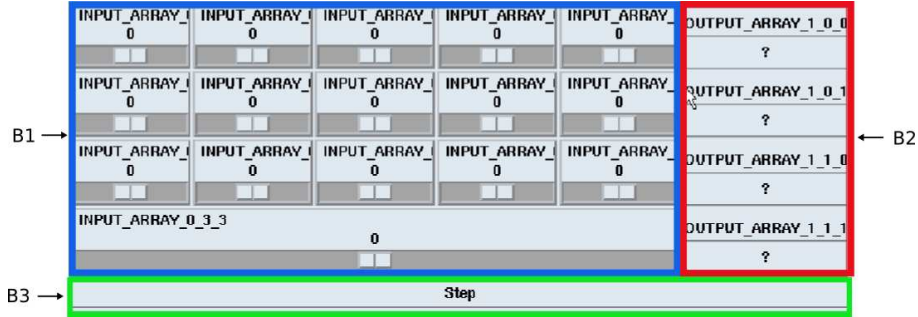 INPUT_ARRAY_ INPUT_ARRAY_ INPUT_ARRAY_ INPUT_ARRAY_ INPUT_ARRAY_ OUTPUT_ARRAY_1_0_0
0 0 0 0 0
?
INPUT_ARRAY_ INPUT_ARRAY_ INPUT_ARRAY_ INPUT_ARRAY_ INPUT_ARRAY_ OUTPUT_ARRAY_1_0_1
0 0 0 0 0
?
B1 B2
INPUT_ARRAY_ INPUT_ARRAY_ INPUT_ARRAY_ INPUT_ARRAY_ INPUT_ARRAY_ OUTPUT_ARRAY_1_1_0
0 0 0 0 0
?
INPUT_ARRAY_0_3_3 OUTPUT_ARRAY_1_1_1
0
?
B3 Step